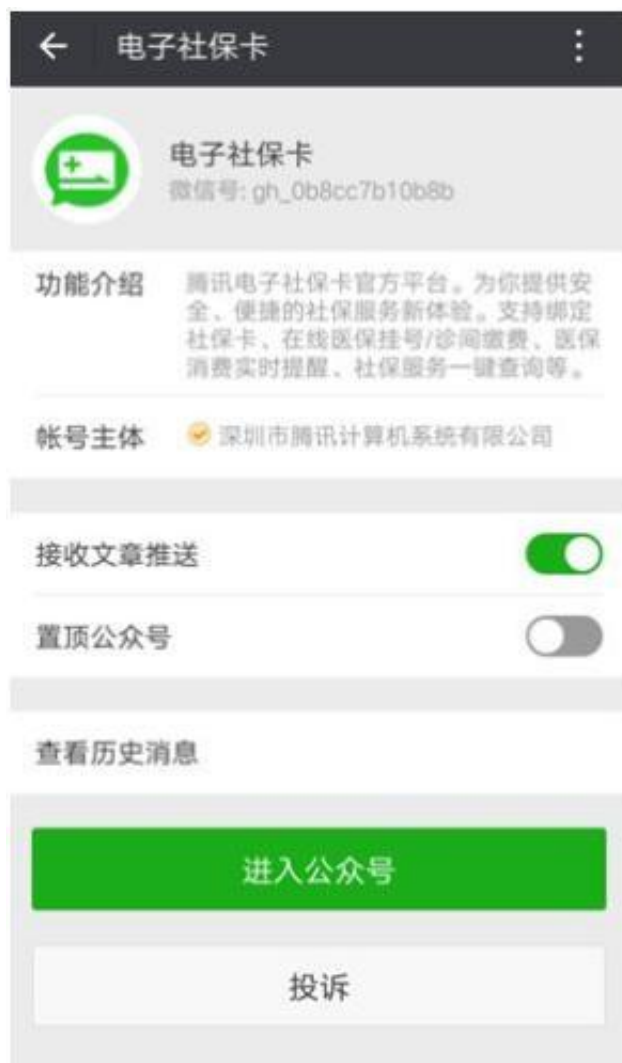 电子社保卡
电子社保卡
微信号: gh_0b8cc7b10b8b
功能介绍
腾讯电子社保卡官方平台。为你提供安
全、便捷的社保服务新体验。支持绑定
社保卡、在线医保挂号/诊间缴费、医保
消费实时提醒、社保服务一键查询等。
帐号主体
深圳市腾讯计算机系统有限公司
接收文章推送
置顶公众号
查看历史消息
进入公众号
投诉